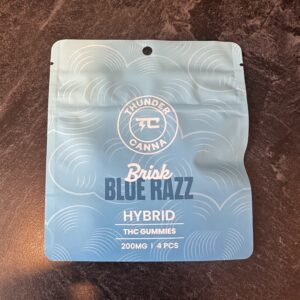 THUNDER
TC
CANNA
Brisk
BLUE RAZZ
HYBRID
THC GUMMIES
200MG | 4 PCS